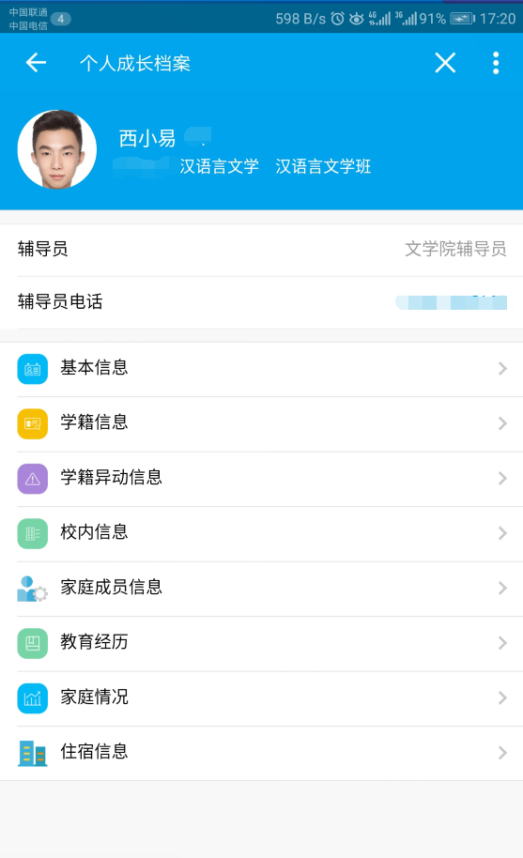 中国联通
中国电信
4
598 B/s 4G 3G 91% 17:20
个人成长档案
西小易
汉语言文学 汉语言文学班
辅导员 文学院辅导员
辅导员电话
基本信息
学籍信息
学籍异动信息
校内信息
家庭成员信息
教育经历
家庭情况
住宿信息